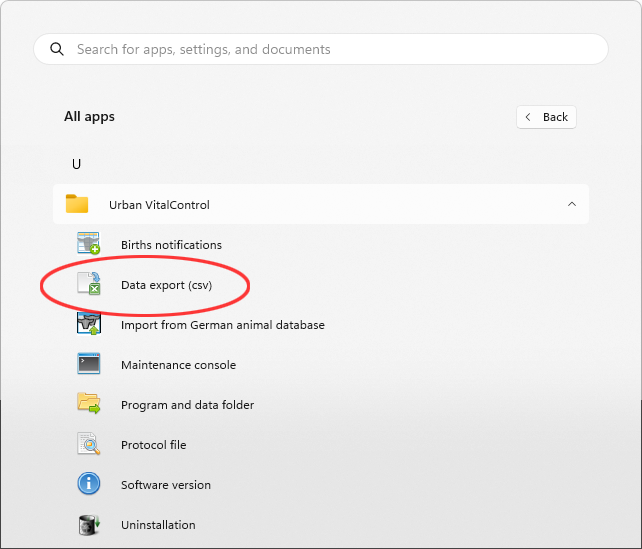 Search for apps, settings, and documents
All apps
Back
U
Urban VitalControl
Births notifications
Data export (csv)
Import from German animal database
Maintenance console
Program and data folder
Protocol file
Software version
Uninstallation